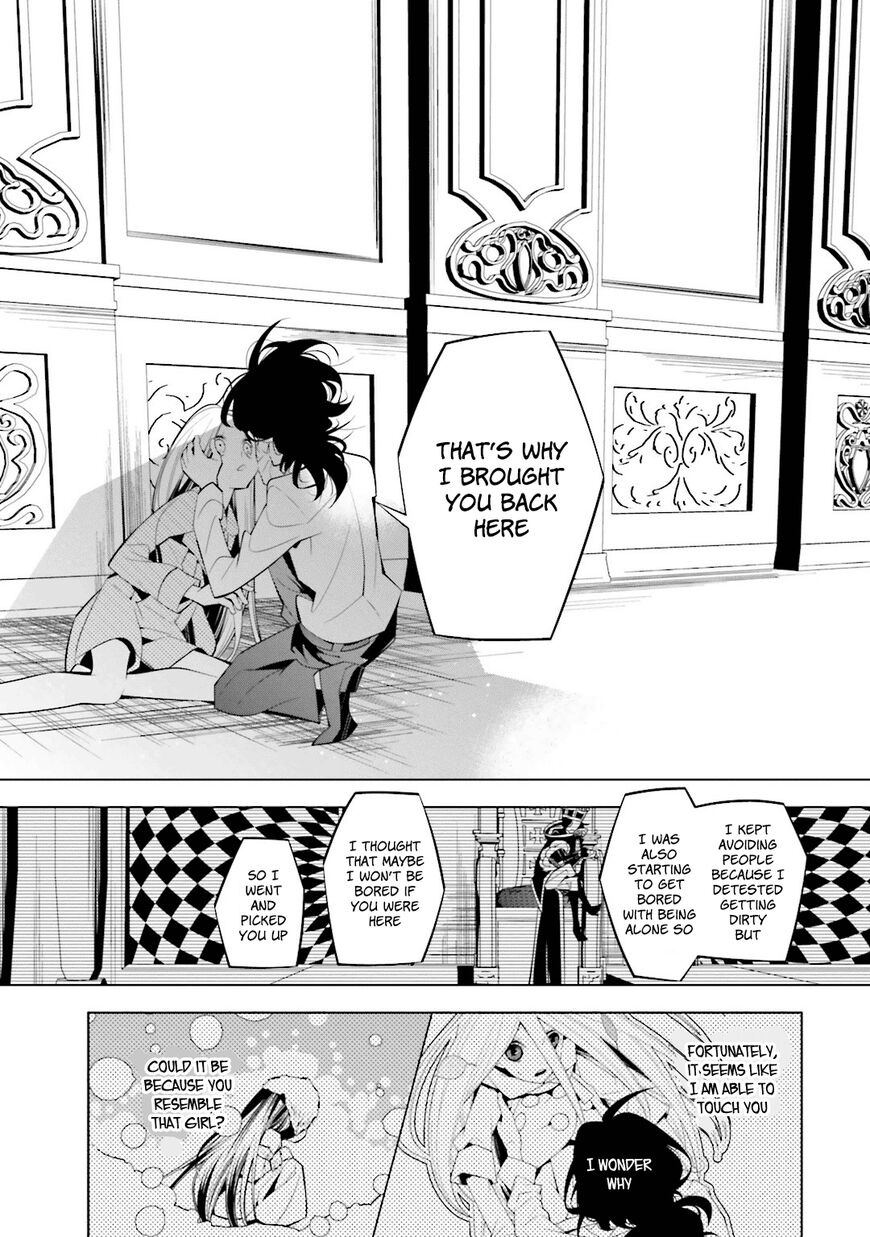 THAT'S WHY
I BROUGHT
YOU BACK
HERE
I KEPT
AVOIDING
PEOPLE
BECAUSE I
DETESTED
GETTING
DIRTY
BUT
I WAS
ALSO
STARTING
TO GET
BORED
WITH BEING
ALONE SO
I THOUGHT
THAT MAYBE
I WON'T BE
BORED IF
YOU WERE
HERE
SO I
WENT
AND
PICKED
YOU UP
FORTUNATELY,
IT SEEMS LIKE
I AM ABLE TO
TOUCH YOU
I WONDER
WHY
COULD IT BE
BECAUSE YOU
RESEMBLE
THAT GIRL?